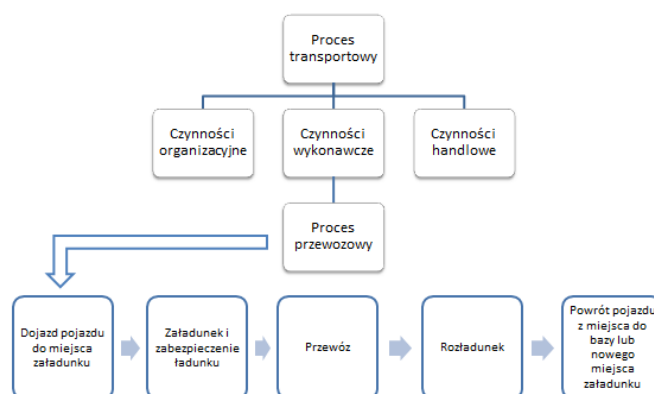 Proces
transportowy
Czynności
organizacyjne
Czynności
wykonawcze
Czynności
handlowe
Proces
przewozowy
Dojazd pojazdu
do miejsca
załadunku
Załadunek i
zabezpieczenie
ładunku
Przewóz
Rozładunek
Powrót pojazdu
z miejsca do
bazy lub
nowego
miejsca
załadunku